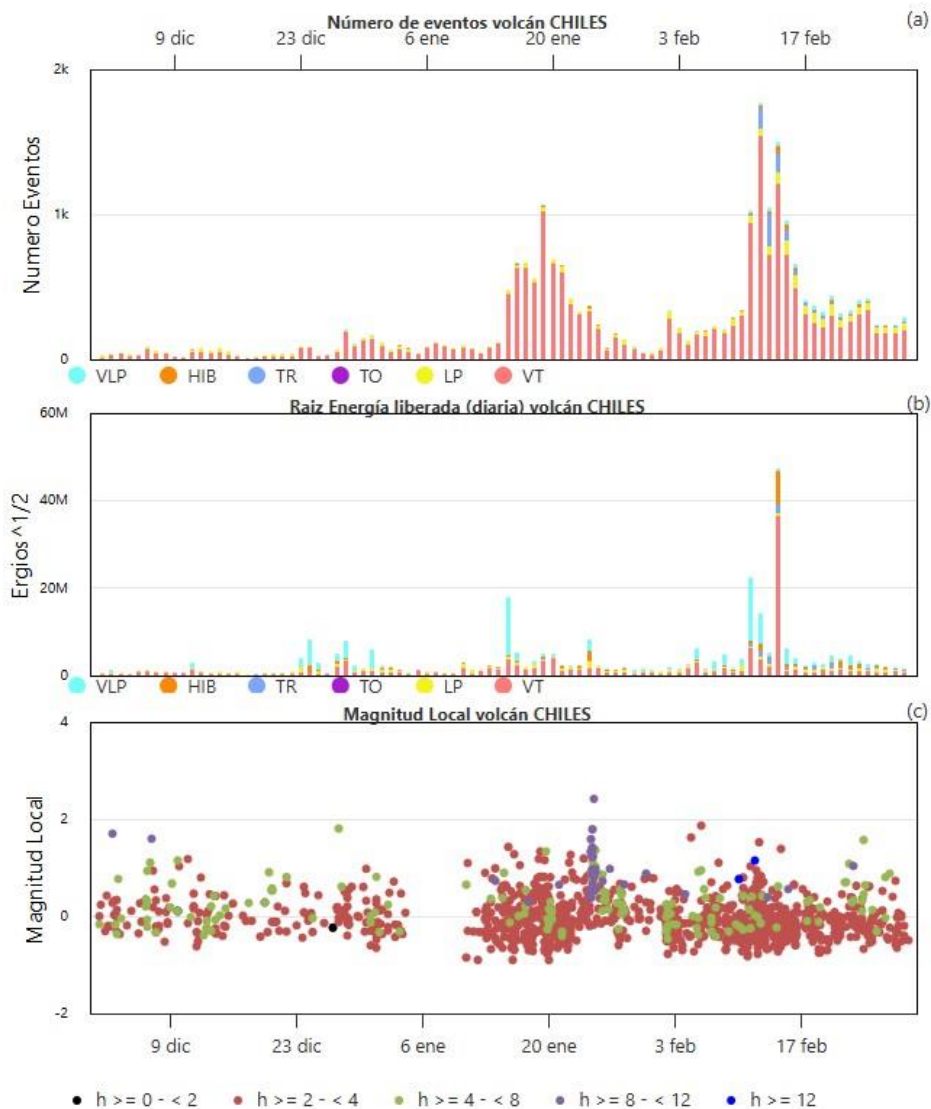 Número de eventos volcán CHILES
(a)
9 dic 23 dic 6 ene 20 ene 3 feb 17 feb
2k
1k
0
Numero Eventos
VLP HIB TR TO LP VT
Raiz Energía liberada (diaria) volcán CHILES
(b)
60M
40M
20M
0
Ergios ^1/2
VLP HIB TR TO LP VT
Magnitud Local volcán CHILES
(c)
4
2
0
-2
Magnitud Local
9 dic 23 dic 6 ene 20 ene 3 feb 17 feb
h >= 0 - < 2 h >= 2 - < 4 h >= 4 - < 8 h >= 8 - < 12 h >= 12